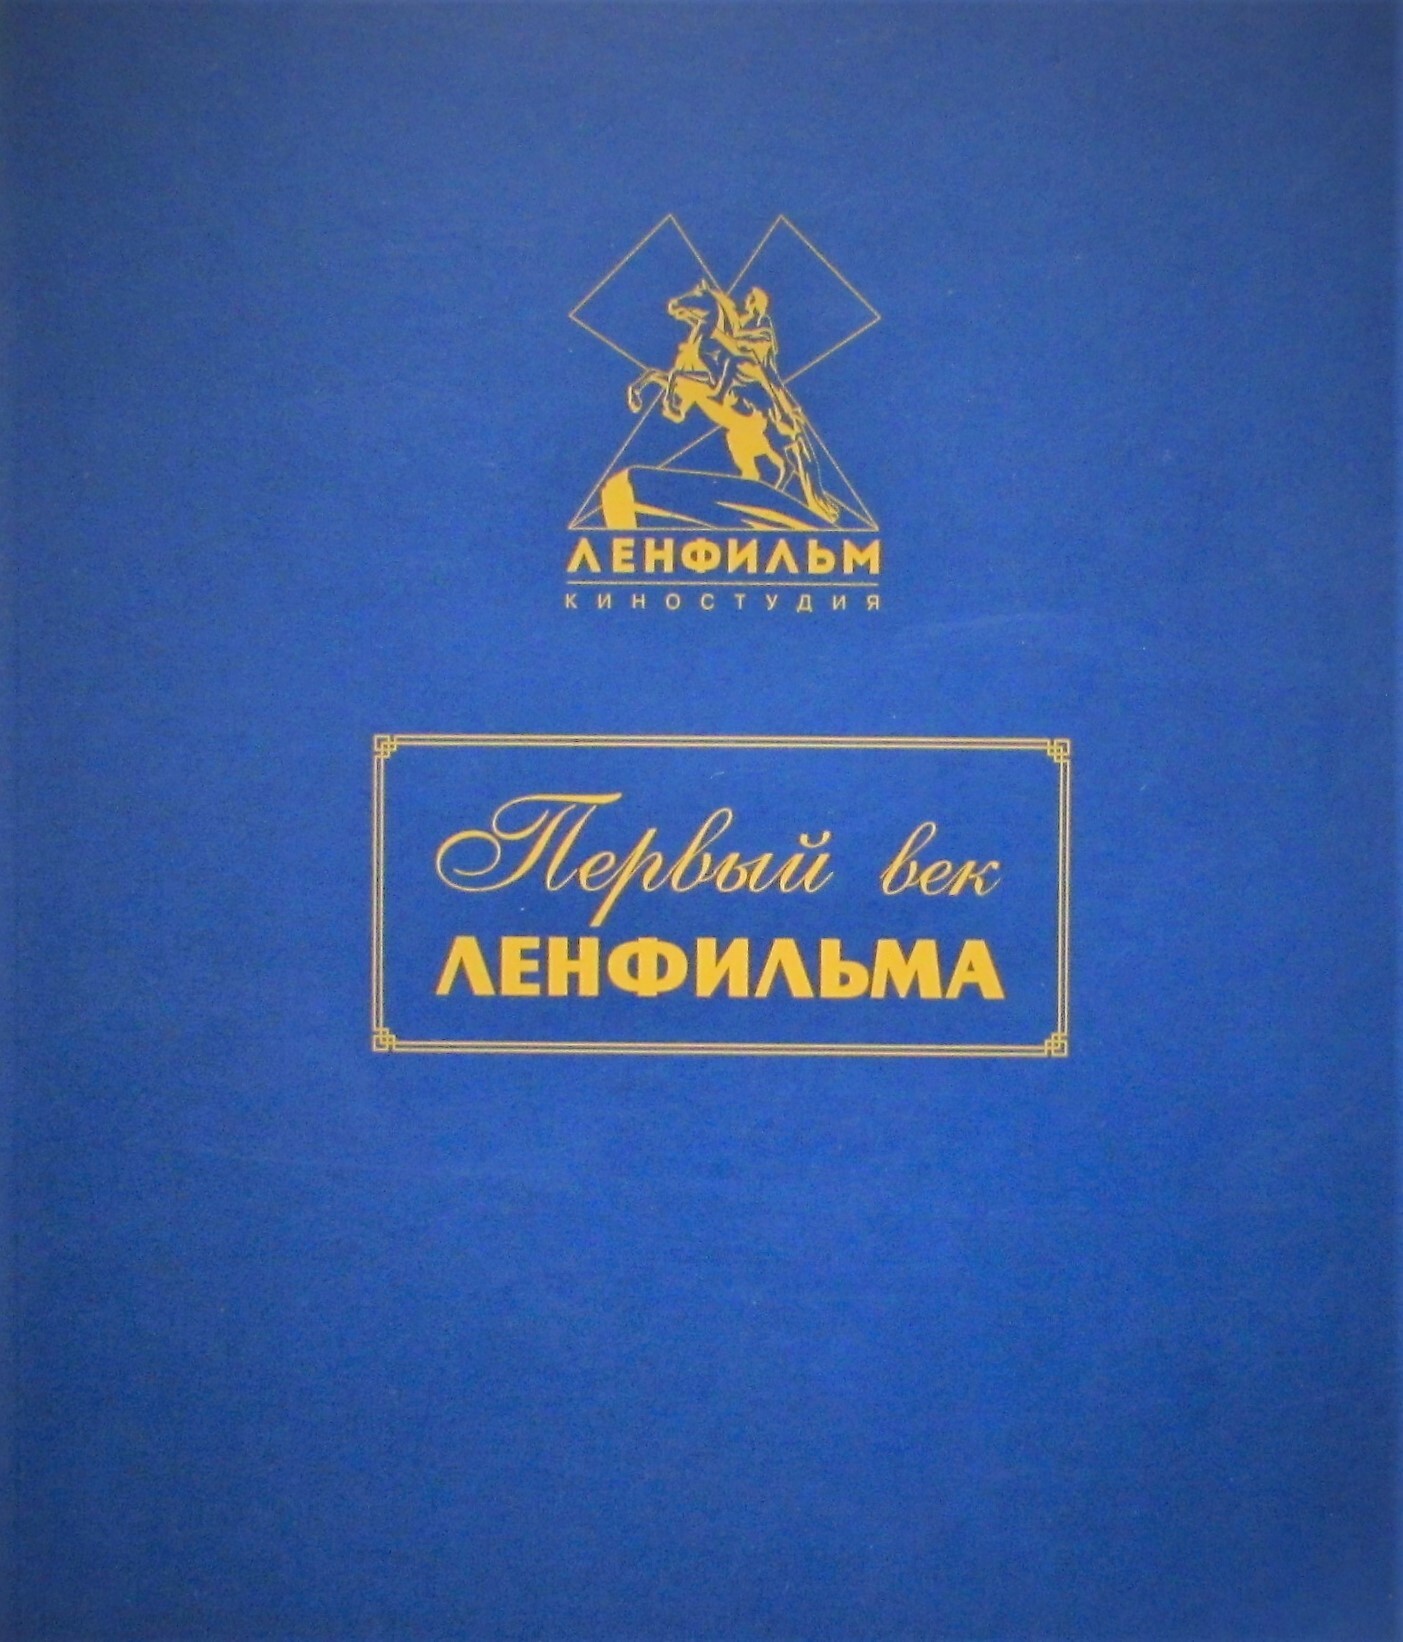 ЛЕНФИЛЬМ
КИНОСТУДИЯ
Первый век
ЛЕНФИЛЬМА